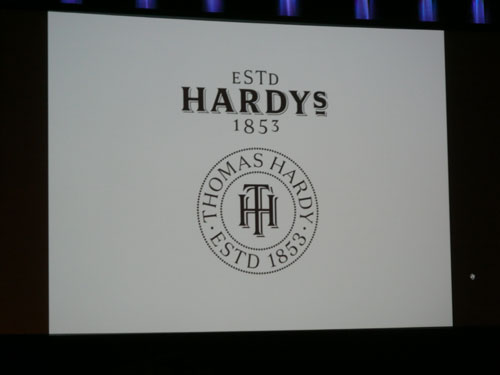 ESTD
HARDYS
1853
THOMAS HARDY
TH
· ESTD 1853 ·